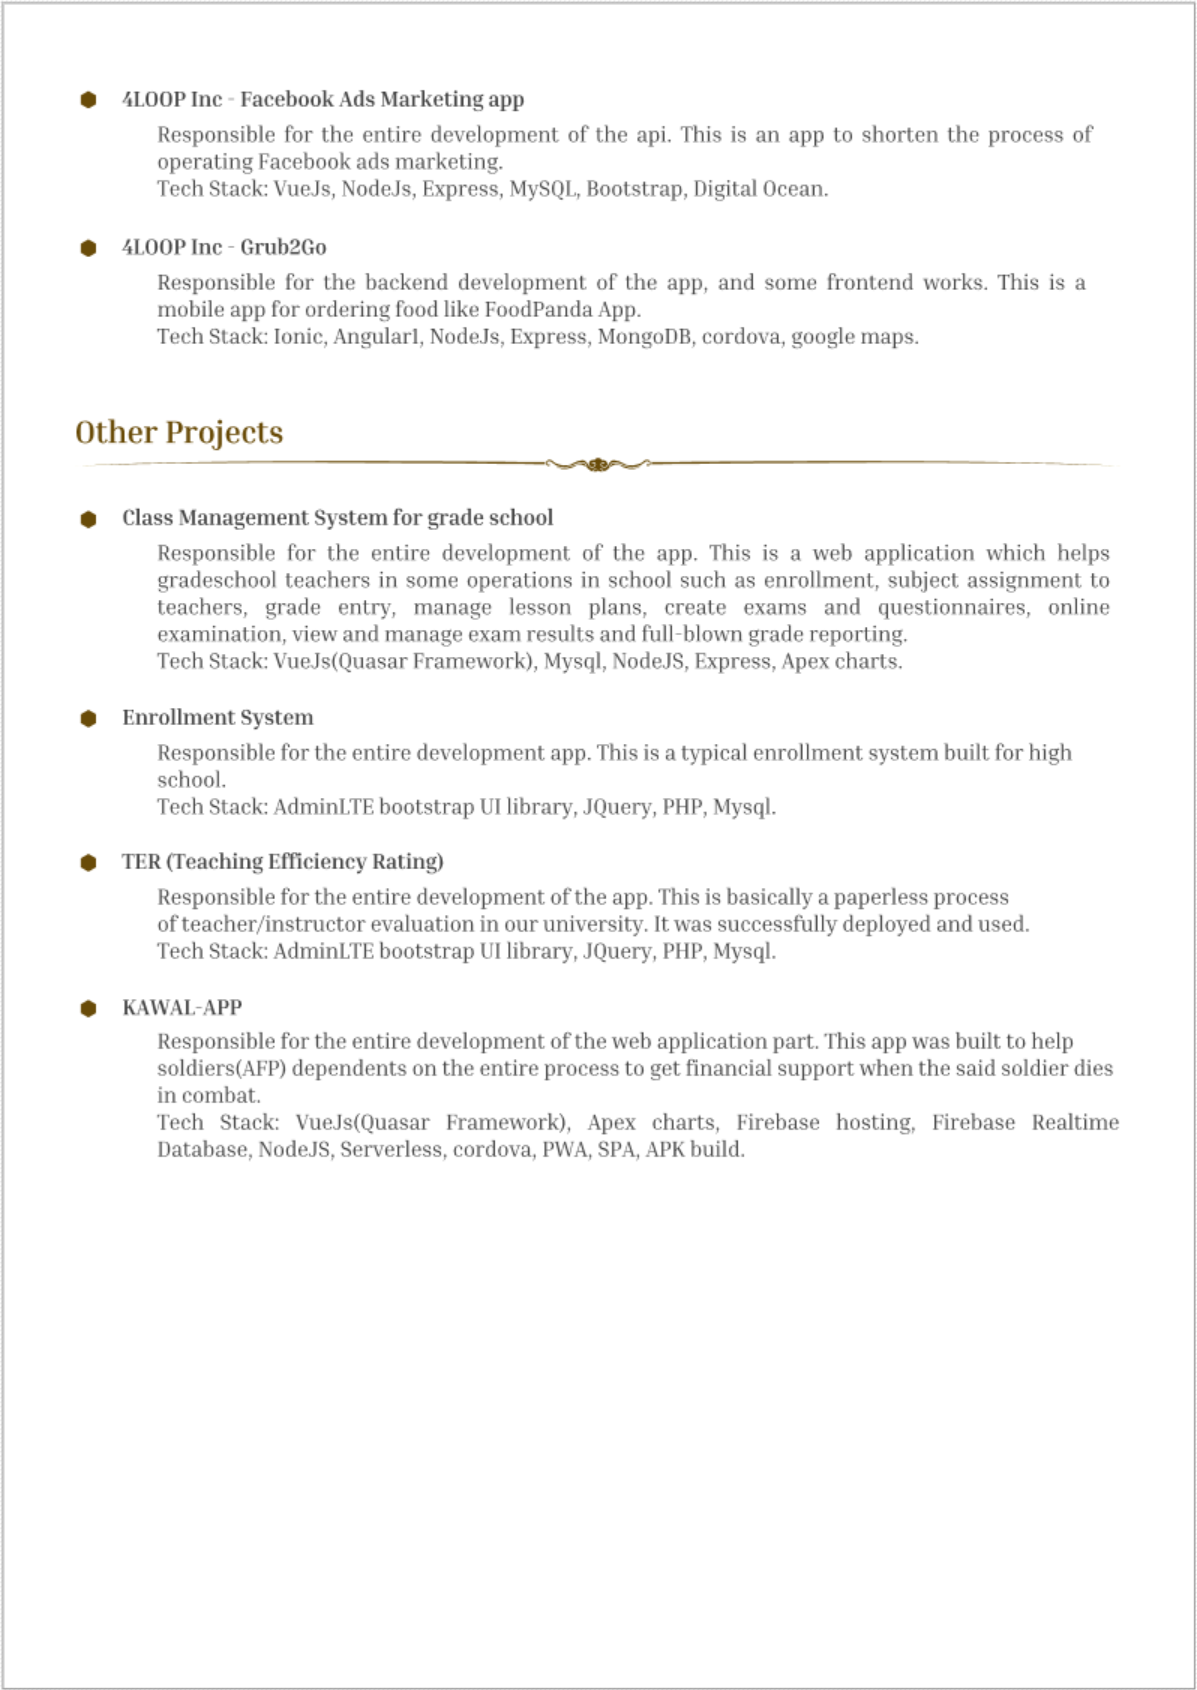 4LOOP Inc - Facebook Ads Marketing app
Responsible for the entire development of the api. This is an app to shorten the process of
operating Facebook ads marketing.
Tech Stack: VueJs, NodeJs, Express, MySQL, Bootstrap, Digital Ocean.
4LOOP Inc - Grub2Go
Responsible for the backend development of the app, and some frontend works. This is a
mobile app for ordering food like FoodPanda App.
Tech Stack: Ionic, Angular1, NodeJs, Express, MongoDB, cordova, google maps.
Other Projects
Class Management System for grade school
Responsible for the entire development of the app. This is a web application which helps
gradeschool teachers in some operations in school such as enrollment, subject assignment to
teachers, grade entry, manage lesson plans, create exams and questionnaires, online
examination, view and manage exam results and full-blown grade reporting.
Tech Stack: VueJs(Quasar Framework), Mysql, NodeJS, Express, Apex charts.
Enrollment System
Responsible for the entire development app. This is a typical enrollment system built for high
school.
Tech Stack: AdminLTE bootstrap UI library, JQuery, PHP, Mysql.
TER (Teaching Efficiency Rating)
Responsible for the entire development of the app. This is basically a paperless process
of teacher/instructor evaluation in our university. It was successfully deployed and used.
Tech Stack: AdminLTE bootstrap UI library, JQuery, PHP, Mysql.
KAWAL-APP
Responsible for the entire development of the web application part. This app was built to help
soldiers(AFP) dependents on the entire process to get financial support when the said soldier dies
in combat.
Tech Stack: VueJs(Quasar Framework), Apex charts, Firebase hosting, Firebase Realtime
Database, NodeJS, Serverless, cordova, PWA, SPA, APK build.